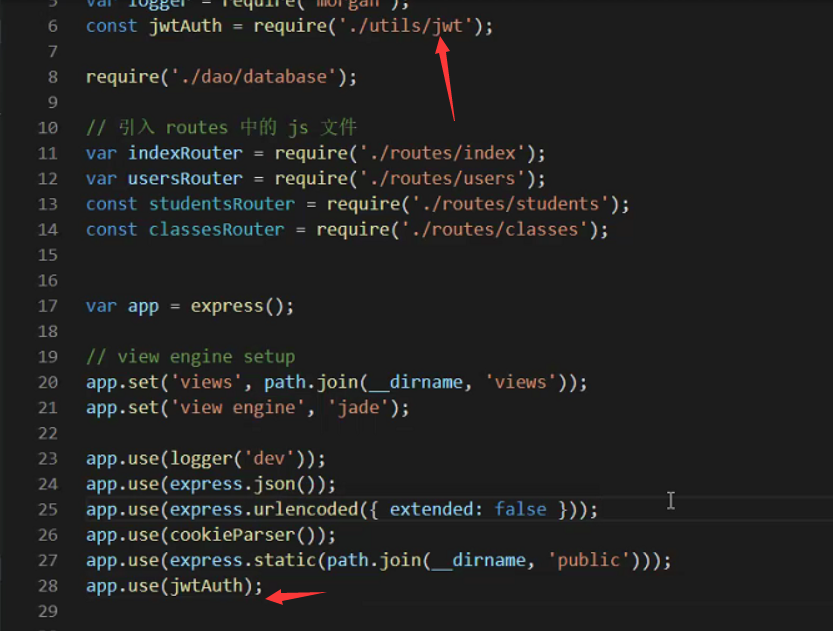 5 var logger = require('morgan');
6 const jwtAuth = require('./utils/jwt');
7
8 require('./dao/database');
9
10 // 引入 routes 中的 js 文件
11 var indexRouter = require('./routes/index');
12 var usersRouter = require('./routes/users');
13 const studentsRouter = require('./routes/students');
14 const classesRouter = require('./routes/classes');
15
16
17 var app = express();
18
19 // view engine setup
20 app.set('views', path.join(__dirname, 'views'));
21 app.set('view engine', 'jade');
22
23 app.use(logger('dev'));
24 app.use(express.json());
25 app.use(express.urlencoded({ extended: false }));
26 app.use(cookieParser());
27 app.use(express.static(path.join(__dirname, 'public')));
28 app.use(jwtAuth);
29